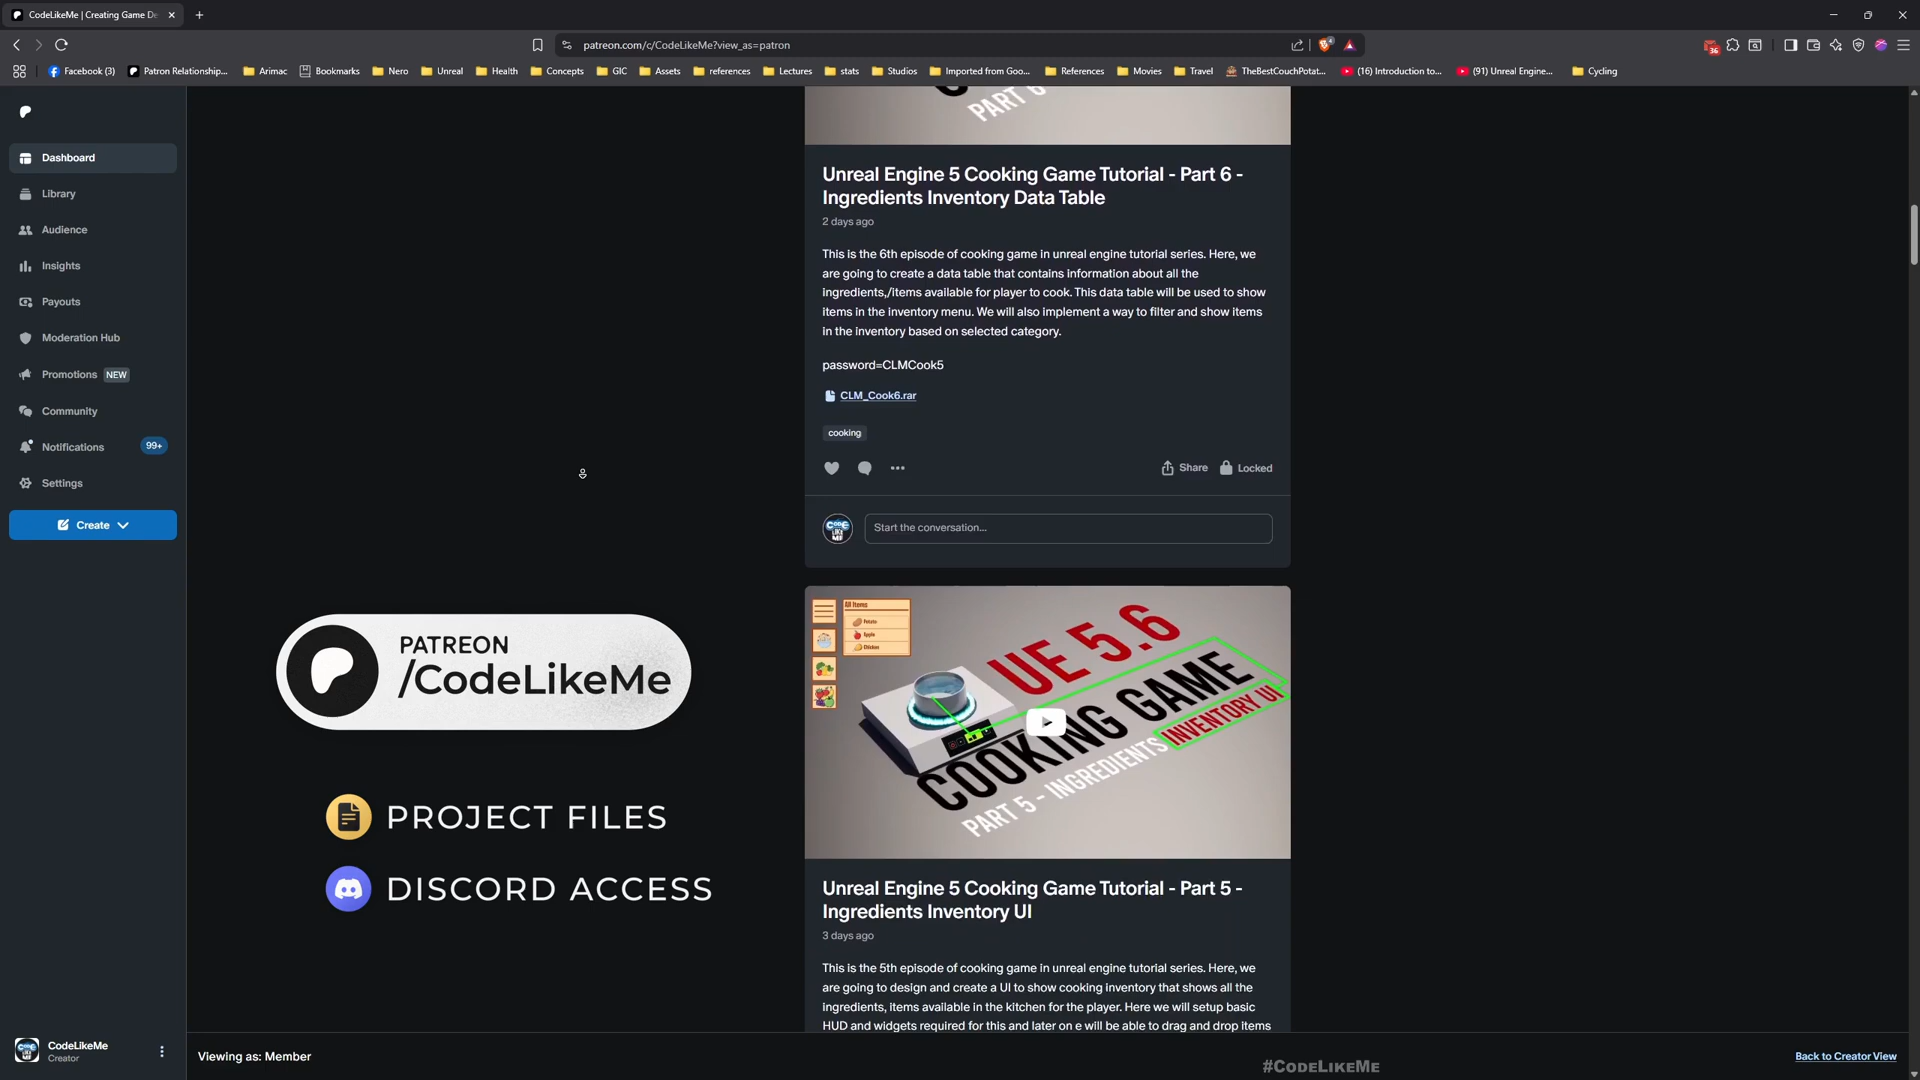 CodeLikeMe | Creating Game De
patreon.com/c/CodeLikeMe?view_as=patron
36
4
Facebook (3)
Patron Relationship...
Arimac
Bookmarks
Nero
Unreal
Health
Concepts
GIC
Assets
references
Lectures
stats
Studios
Imported from Goo...
References
Movies
Travel
TheBestCouchPotat...
(16) Introduction to...
(91) Unreal Engine...
Cycling
Dashboard
Library
Audience
Insights
Payouts
Moderation Hub
Promotions NEW
Community
Notifications 99+
Settings
Create
PART 6
Unreal Engine 5 Cooking Game Tutorial - Part 6 -
Ingredients Inventory Data Table
2 days ago
This is the 6th episode of cooking game in unreal engine tutorial series. Here, we
are going to create a data table that contains information about all the
ingredients,/items available for player to cook. This data table will be used to show
items in the inventory menu. We will also implement a way to filter and show items
in the inventory based on selected category.
password=CLMCook5
CLM_Cook6.rar
cooking
Share
Locked
CODE
LIKE
ME
Start the conversation...
PATREON
/CodeLikeMe
PROJECT FILES
DISCORD ACCESS
All Items
Potato
Apple
Chicken
UE 5.6
COOKING GAME
PART 5 - INGREDIENTS INVENTORY UI
Unreal Engine 5 Cooking Game Tutorial - Part 5 -
Ingredients Inventory UI
3 days ago
This is the 5th episode of cooking game in unreal engine tutorial series. Here, we
are going to design and create a UI to show cooking inventory that shows all the
ingredients, items available in the kitchen for the player. Here we will setup basic
HUD and widgets required for this and later on e will be able to drag and drop items
CodeLikeMe
Creator
Viewing as: Member
Back to Creator View
#CODELIKEME